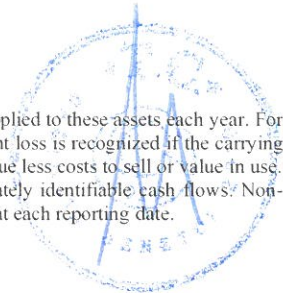 pplied to these assets each year. For
nt loss is recognized if the carrying
ue less costs to sell or value in use.
ately identifiable cash flows. Non-
at each reporting date.